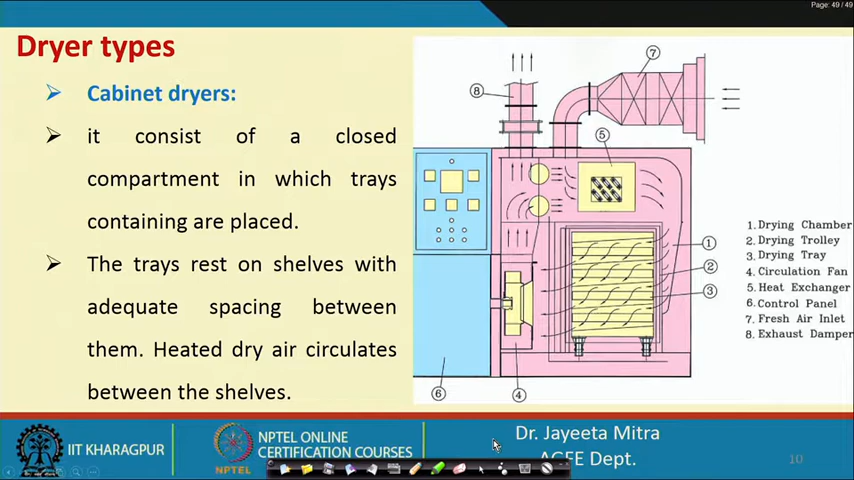 Page: 49 / 49
Dryer types
Cabinet dryers:
it consist of a closed
compartment in which trays
containing are placed.
The trays rest on shelves with
adequate spacing between
them. Heated dry air circulates
between the shelves.
7
8
5
1
2
3
6
4
1. Drying Chamber
2. Drying Trolley
3. Drying Tray
4. Circulation Fan
5. Heat Exchanger
6. Control Panel
7. Fresh Air Inlet
8. Exhaust Damper
IIT KHARAGPUR
NPTEL
NPTEL ONLINE
CERTIFICATION COURSES
Dr. Jayeeta Mitra
AGFE Dept.
10